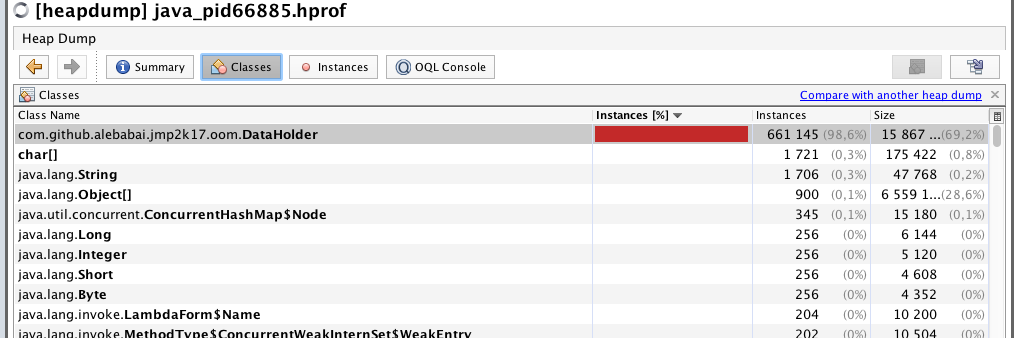 [heapdump] java_pid66885.hprof
Heap Dump
Summary Classes Instances OQL Console
Classes Compare with another heap dump
Class Name Instances [%] Instances Size
com.github.alebabai.jmp2k17.oom.DataHolder 661 145 (98,6%) 15 867 ...(69,2%)
char[] 1 721 (0,3%) 175 422 (0,8%)
java.lang.String 1 706 (0,3%) 47 768 (0,2%)
java.lang.Object[] 900 (0,1%) 6 559 1...(28,6%)
java.util.concurrent.ConcurrentHashMap$Node 345 (0,1%) 15 180 (0,1%)
java.lang.Long 256 (0%) 6 144 (0%)
java.lang.Integer 256 (0%) 5 120 (0%)
java.lang.Short 256 (0%) 4 608 (0%)
java.lang.Byte 256 (0%) 4 352 (0%)
java.lang.invoke.LambdaForm$Name 204 (0%) 10 200 (0%)
java.lang.invoke.MethodType$ConcurrentWeakInternSet$WeakEntry 202 (0%) 10 504 (0%)